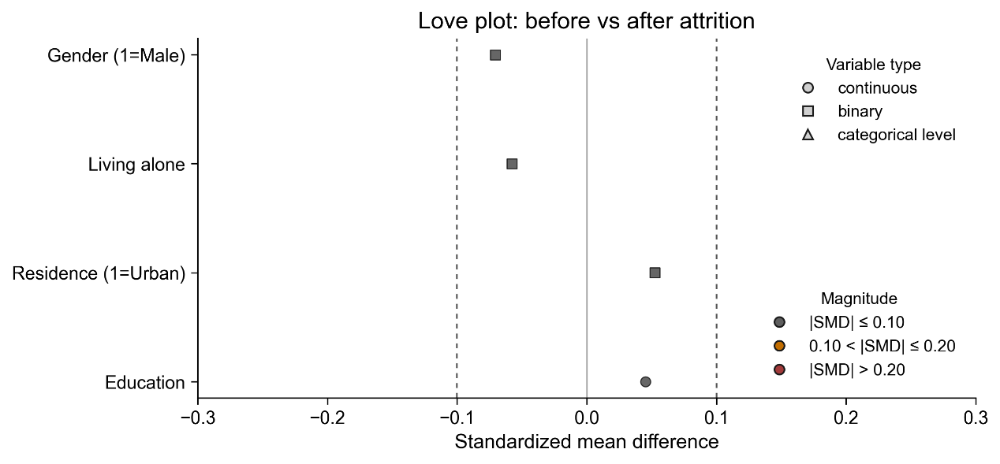 Love plot: before vs after attrition
Gender (1=Male)
Living alone
Residence (1=Urban)
Education
Variable type
continuous
binary
categorical level
Magnitude
|SMD| ≤ 0.10
0.10 < |SMD| ≤ 0.20
|SMD| > 0.20
−0.3 −0.2 −0.1 0.0 0.1 0.2 0.3
Standardized mean difference